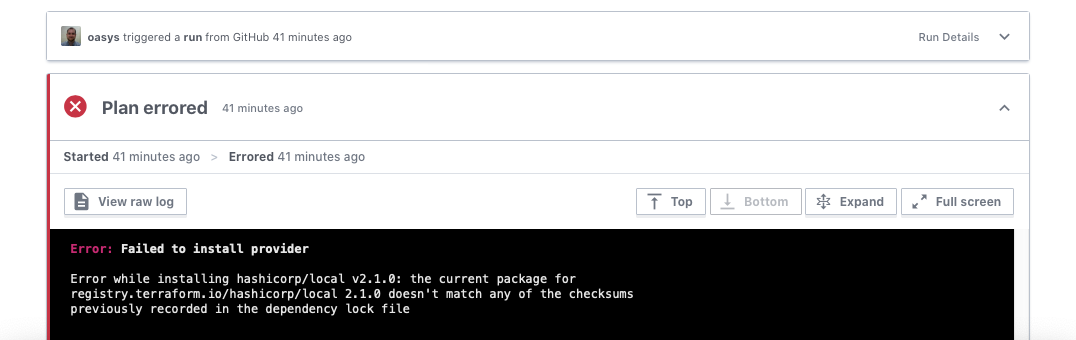 oasys triggered a run from GitHub 41 minutes ago
Run Details
Plan errored 41 minutes ago
Started 41 minutes ago > Errored 41 minutes ago
View raw log
Top
Bottom
Expand
Full screen
Error: Failed to install provider
Error while installing hashicorp/local v2.1.0: the current package for
registry.terraform.io/hashicorp/local 2.1.0 doesn't match any of the checksums
previously recorded in the dependency lock file